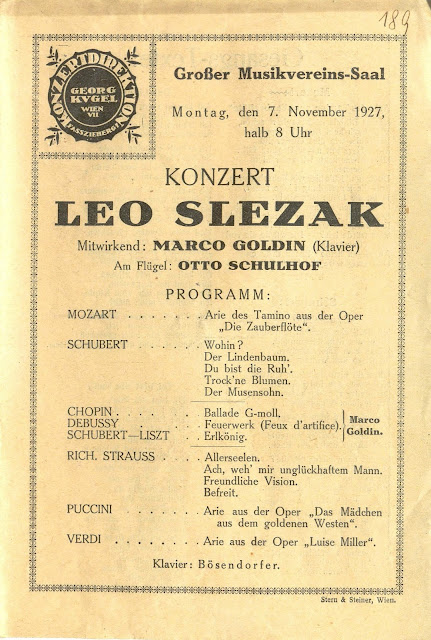 189
KONZERTDIREKTION
GEORG
KVGEL
WIEN
VII
ZIEGLERGASSE
Großer Musikvereins-Saal
Montag, den 7. November 1927,
halb 8 Uhr
KONZERT
LEO SLEZAK
Mitwirkend: MARCO GOLDIN (Klavier)
Am Flügel: OTTO SCHULHOF
PROGRAMM:
MOZART . . . . . . . Arie des Tamino aus der Oper
„Die Zauberflöte“.
SCHUBERT . . . . . . Wohin?
Der Lindenbaum.
Du bist die Ruh'.
Trock'ne Blumen.
Der Musensohn.
CHOPIN . . . . . . . Ballade G-moll.
DEBUSSY . . . . . . Feuerwerk (Feux d'artifice).
SCHUBERT—LISZT . . Erlkönig.
Marco
Goldin.
RICH. STRAUSS . . . . Allerseelen.
Ach, weh' mir unglückhaftem Mann.
Freundliche Vision.
Befreit.
PUCCINI . . . . . . . Arie aus der Oper „Das Mädchen
aus dem goldenen Westen“.
VERDI . . . . . . . . Arie aus der Oper „Luise Miller“.
Klavier: Bösendorfer.
Stern & Steiner, Wien.